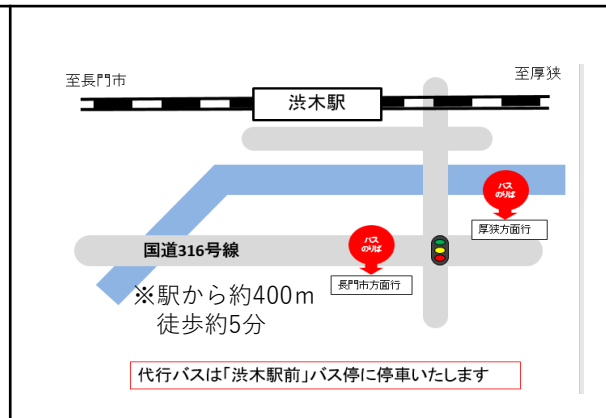 至長門市
至厚狭
渋木駅
バス
のりば
厚狭方面行
国道316号線
バス
のりば
長門市方面行
※駅から約400m
徒歩約5分
代行バスは「渋木駅前」バス停に停車いたします